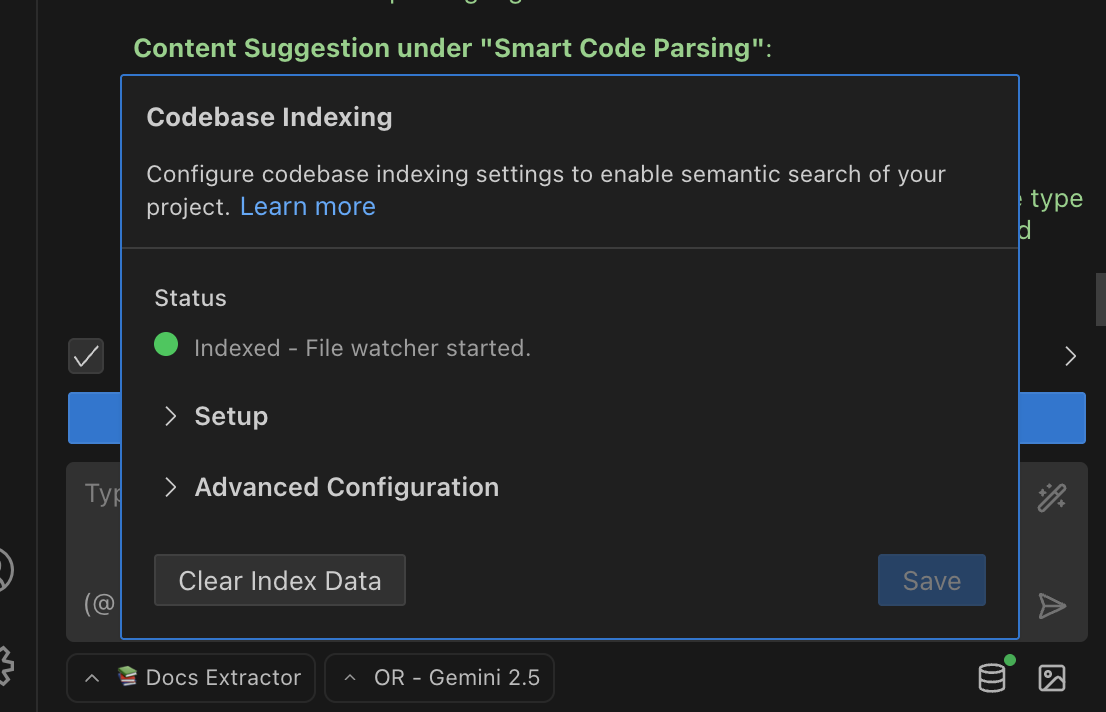 Content Suggestion under "Smart Code Parsing":
Codebase Indexing
Configure codebase indexing settings to enable semantic search of your
project. Learn more
type
Status
Indexed - File watcher started.
Setup
Advanced Configuration
Clear Index Data
Save
(@
Docs Extractor
OR - Gemini 2.5